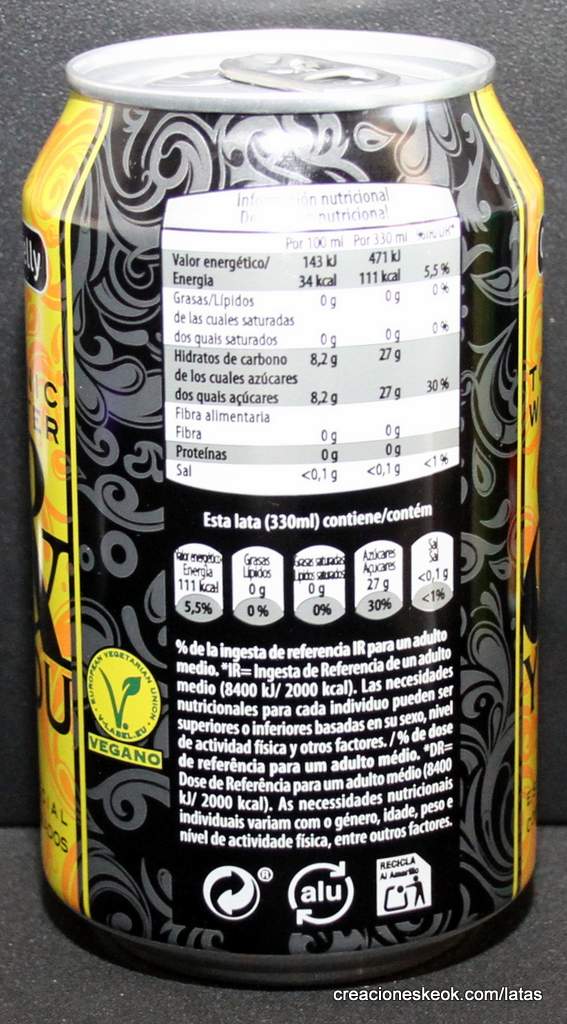 Información nutricional
nutricional
Por 100 ml Por 330 ml %IR/DR*
Valor energético/ 143 kJ 471 kJ
Energia 34 kcal 111 kcal 5,5 %
Grasas/Lípidos 0 g 0 g 0 %
de las cuales saturadas
dos quais saturados 0 g 0 g 0 %
Hidratos de carbono 8,2 g 27 g
de los cuales azúcares
dos quais açúcares 8,2 g 27 g 30 %
Fibra alimentaria
Fibra 0 g 0 g
Proteínas 0 g 0 g
Sal <0,1 g <0,1 g <1 %
Esta lata (330ml) contiene/contém
Valor energético Grasas Grasas saturadas Azúcares Sal
Energia Lípidos Lípidos saturados Açucares Sal
111 kcal 0 g 0 g 27 g <0,1 g
5,5% 0 % 0% 30% <1%
% de la ingesta de referencia IR para un adulto
medio. *IR= Ingesta de Referencia de un adulto
medio (8400 kJ/ 2000 kcal). Las necesidades
nutricionales para cada individuo pueden ser
superiores o inferiores basadas en su sexo, nivel
de actividad física y otros factores. / % de dose
de referência para um adulto médio. *DR=
Dose de Referência para um adulto médio (8400
kJ/ 2000 kcal). As necessidades nutricionais
individuais variam com o género, idade, peso e
nível de actividade física, entre outros factores.
EUROPEAN VEGETARIAN UNION
V-LABEL.EU
VEGANO
®
alu
RECICLA
Al Amarillo
creacioneskeok.com/latas